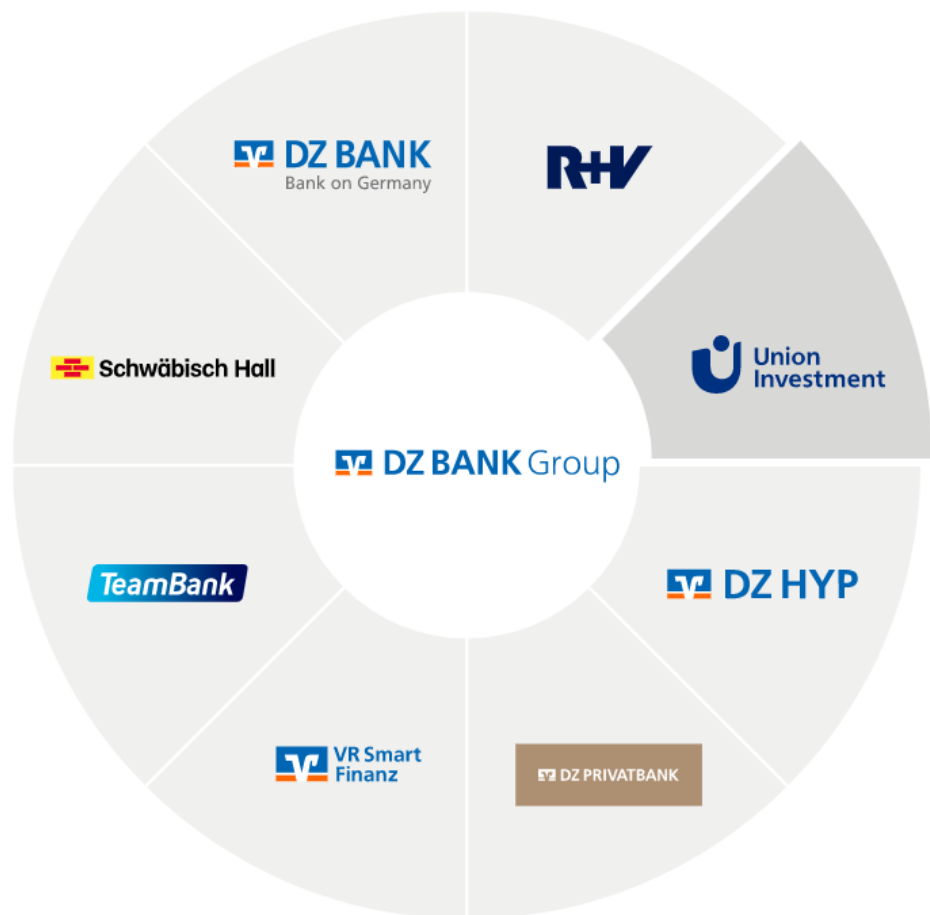 DZ BANK
Bank on Germany
R+V
Schwäbisch Hall
Union
Investment
DZ BANK Group
TeamBank
DZ HYP
VR Smart
Finanz
DZ PRIVATBANK